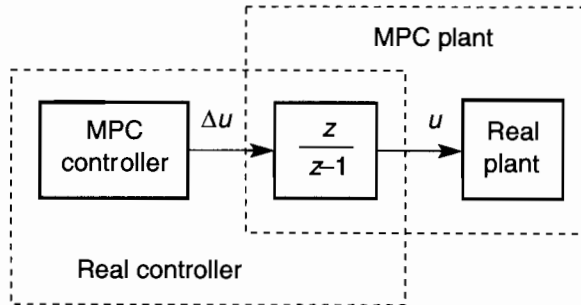 MPC plant
MPC
controller
Δu
z
z–1
u
Real
plant
Real controller